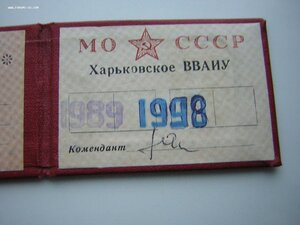 МО СССР
Харьковское ВВАИУ
1989 1998
Комендант